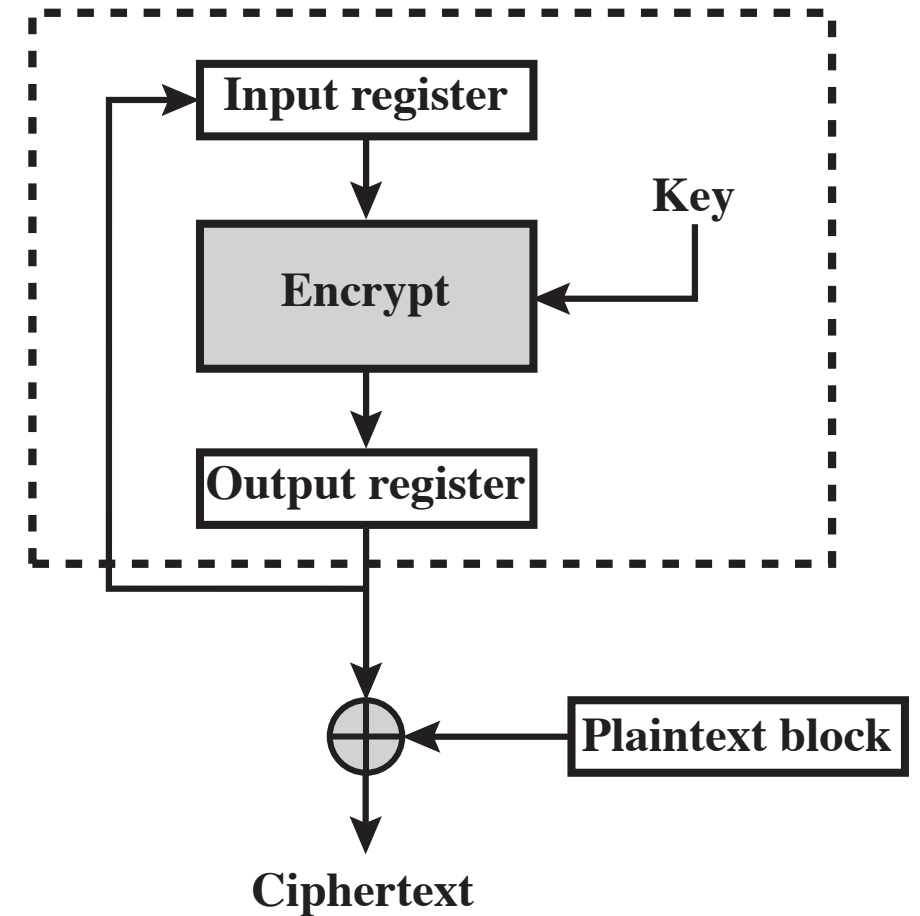 Input register
Key
Encrypt
Output register
Plaintext block
Ciphertext